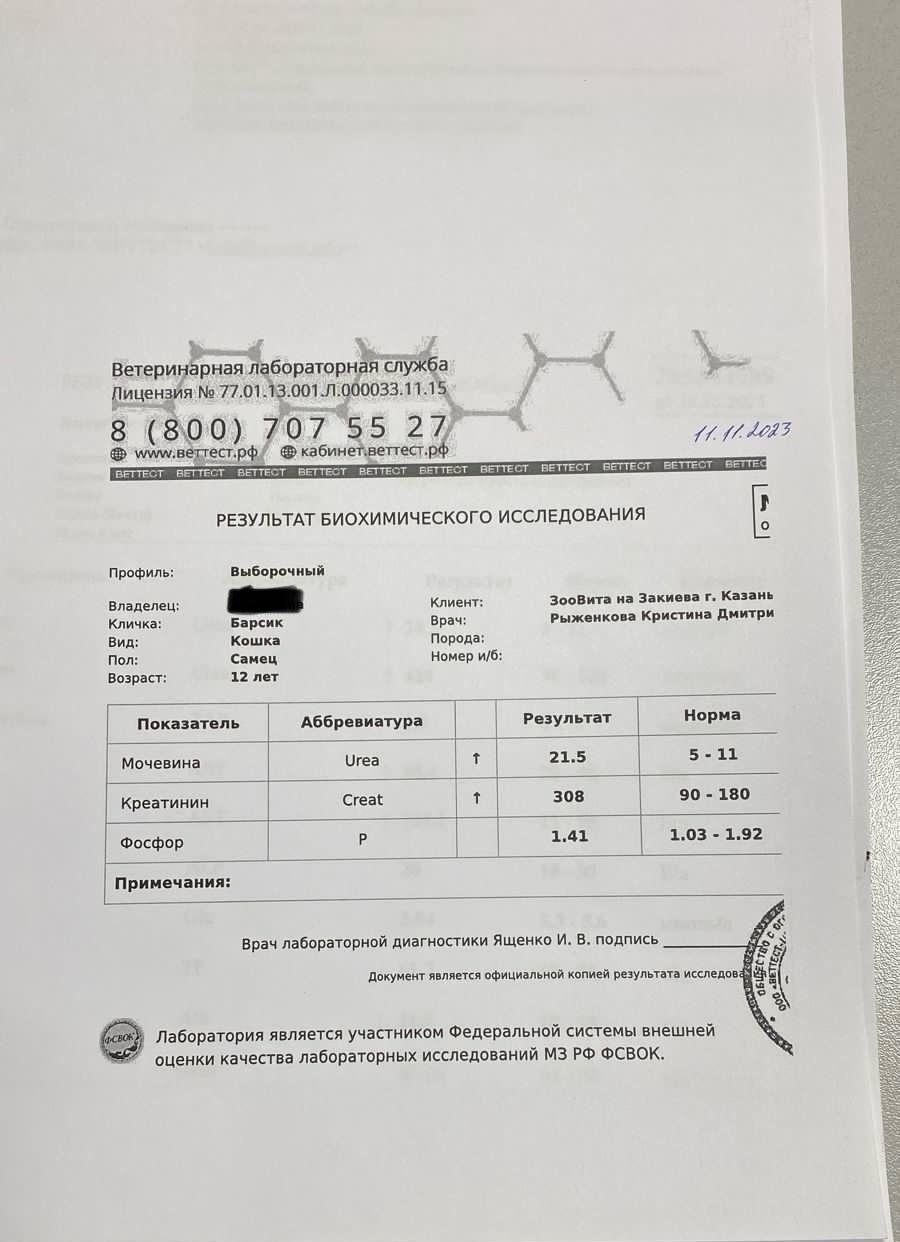 Ветеринарная лабораторная служба
Лицензия № 77.01.13.001.Л.000033.11.15
8 (800) 707 55 27
www.веттест.рф кабинет.веттест.рф
11.11.2023
ВЕТТЕСТ ВЕТТЕСТ ВЕТТЕСТ ВЕТТЕСТ ВЕТТЕСТ ВЕТТЕСТ ВЕТТЕСТ ВЕТТЕСТ ВЕТТЕСТ ВЕТТЕСТ ВЕТТЕС
РЕЗУЛЬТАТ БИОХИМИЧЕСКОГО ИССЛЕДОВАНИЯ
Профиль: Выборочный
Владелец:
Кличка: Барсик
Вид: Кошка
Пол: Самец
Возраст: 12 лет
Клиент: ЗооВита на Закиева г. Казань
Врач: Рыженкова Кристина Дмитри
Порода:
Номер и/б:
Показатель Аббревиатура Результат Норма
Мочевина Urea ↑ 21.5 5 - 11
Креатинин Creat ↑ 308 90 - 180
Фосфор P 1.41 1.03 - 1.92
Примечания:
Врач лабораторной диагностики Ященко И. В. подпись
Документ является официальной копией результата исследова
ОБЩЕСТВО С ОГР
ООО «ВЕТТЕСТ
ФСВОК
Лаборатория является участником Федеральной системы внешней
оценки качества лабораторных исследований МЗ РФ ФСВОК.